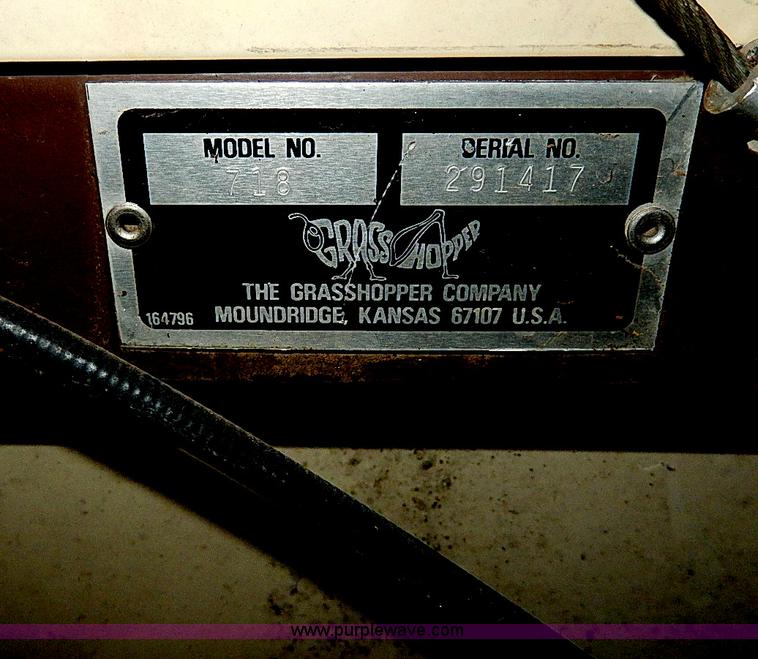 MODEL NO. SERIAL NO.
718 291417
GRASSHOPPER
THE GRASSHOPPER COMPANY
164796 MOUNDRIDGE, KANSAS 67107 U.S.A.
www.purplewave.com